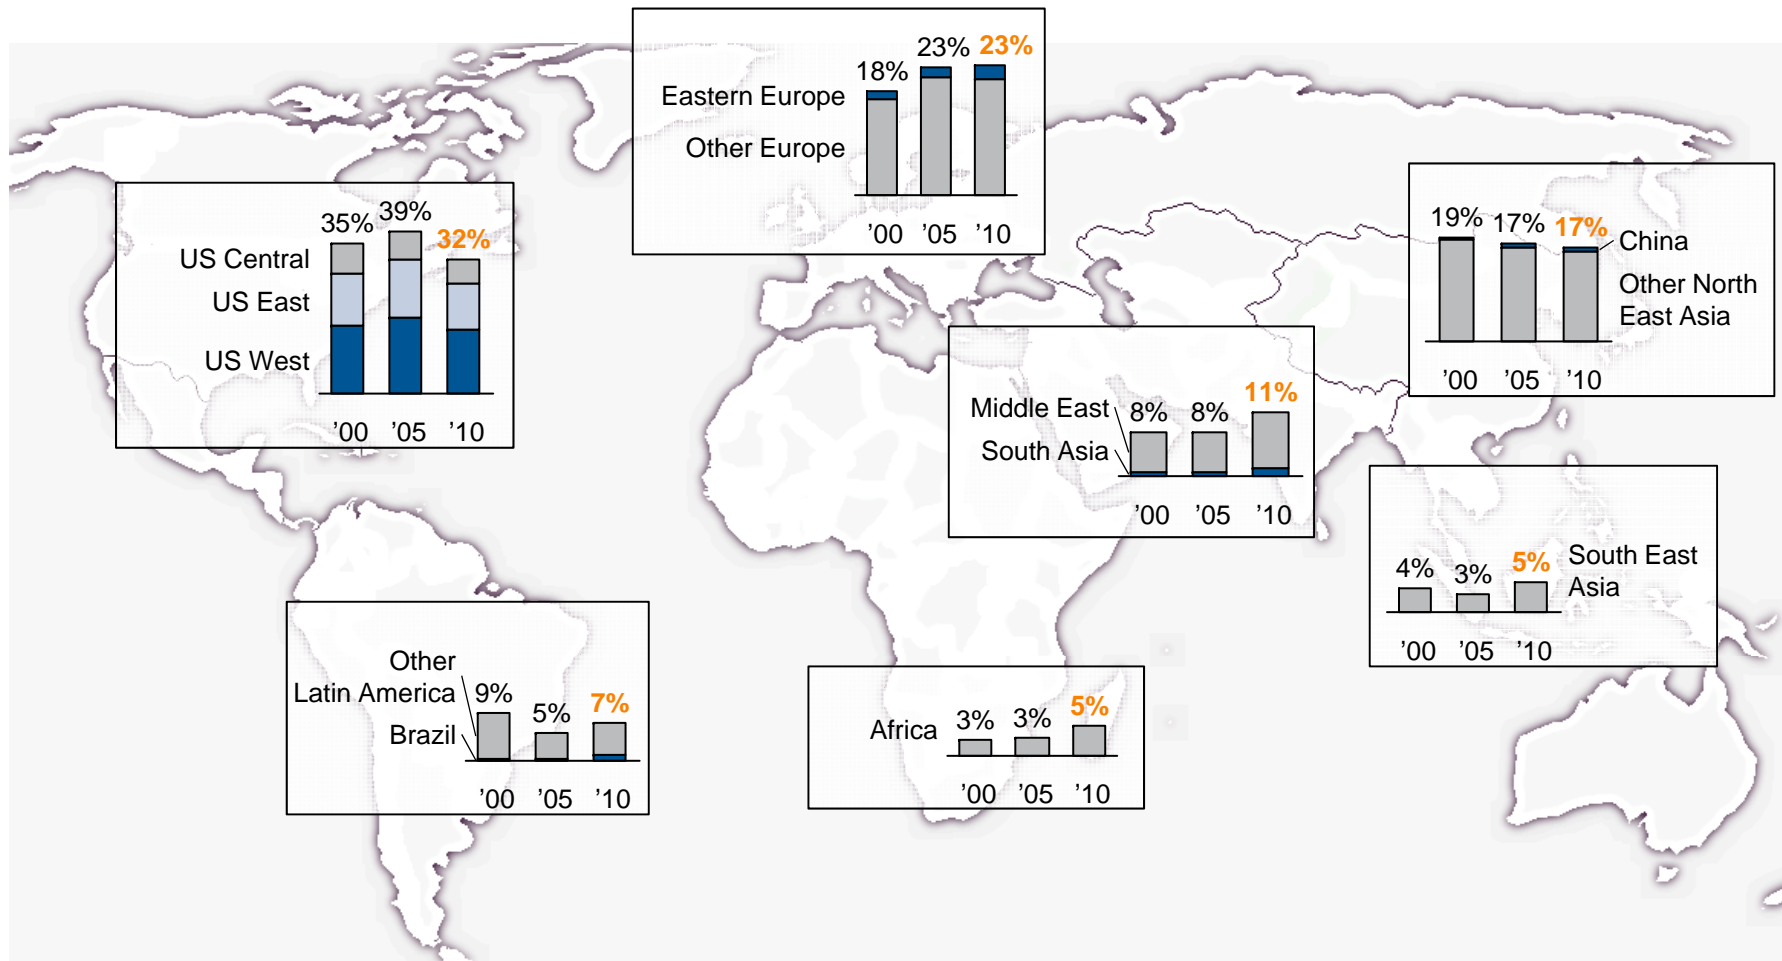 23% 23%
18%
Eastern Europe
Other Europe
’00 ’05 ’10
35% 39% 32%
US Central
US East
US West
’00 ’05 ’10
19% 17% 17%
China
Other North
East Asia
’00 ’05 ’10
11%
Middle East 8% 8%
South Asia
’00 ’05 ’10
4% 3% 5%
South East
Asia
’00 ’05 ’10
Other
Latin America
Brazil
9% 5% 7%
’00 ’05 ’10
Africa 3% 3% 5%
’00 ’05 ’10